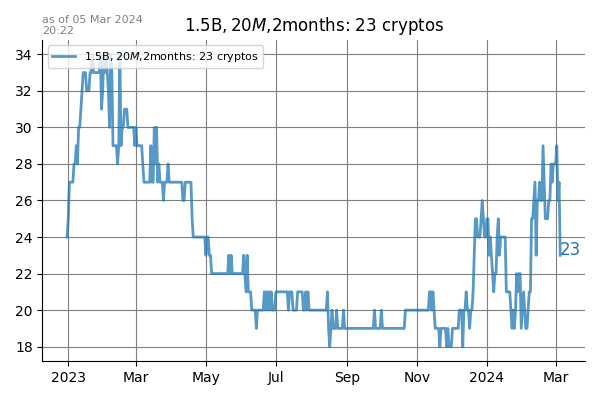 as of 05 Mar 2024
20:22
1.5B, 20M,2months: 23 cryptos
1.5B, 20M,2months: 23 cryptos
34
32
30
28
26
24
22
20
18
23
2023
Mar
May
Jul
Sep
Nov
2024
Mar